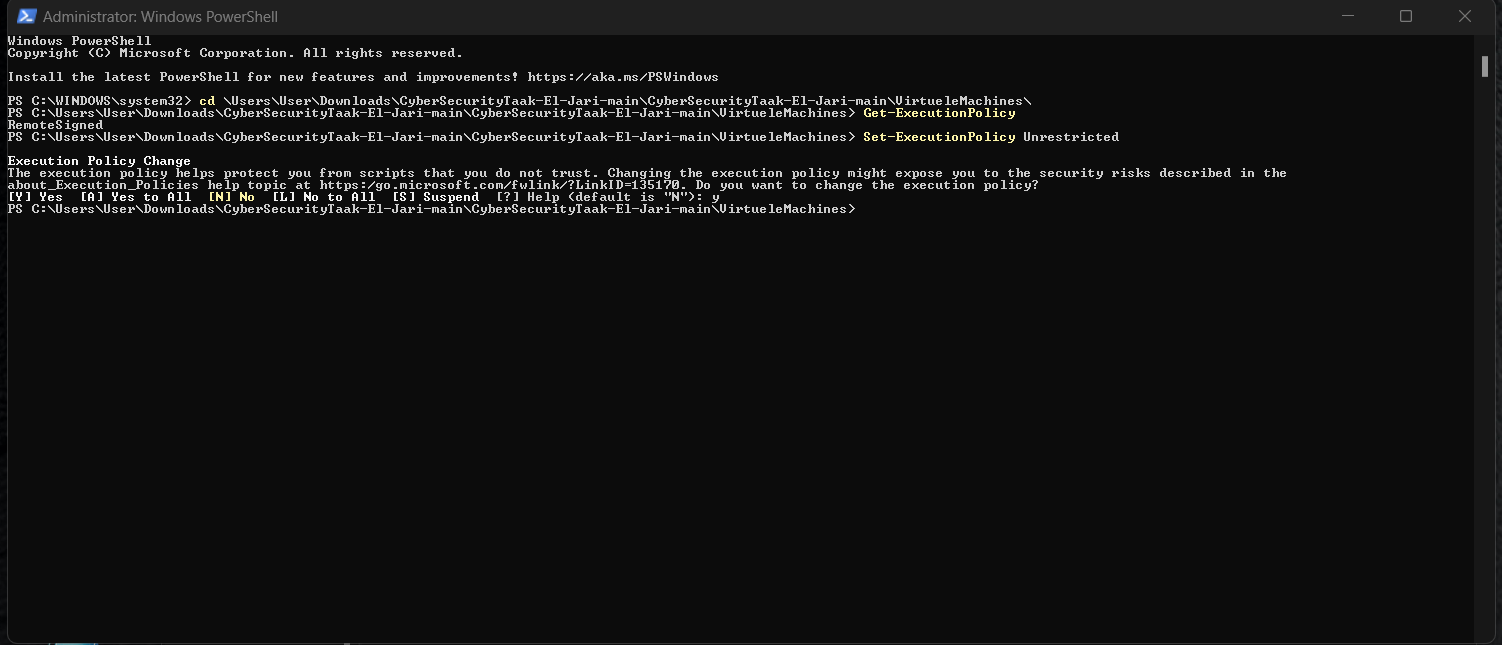 Administrator: Windows PowerShell
Windows PowerShell
Copyright (C) Microsoft Corporation. All rights reserved.
Install the latest PowerShell for new features and improvements! https://aka.ms/PSWindows
PS C:\WINDOWS\system32> cd \Users\User\Downloads\CyberSecurityTaak-El-Jari-main\CyberSecurityTaak-El-Jari-main\VirtueleMachines\
PS C:\Users\User\Downloads\CyberSecurityTaak-El-Jari-main\CyberSecurityTaak-El-Jari-main\VirtueleMachines> Get-ExecutionPolicy
RemoteSigned
PS C:\Users\User\Downloads\CyberSecurityTaak-El-Jari-main\CyberSecurityTaak-El-Jari-main\VirtueleMachines> Set-ExecutionPolicy Unrestricted
Execution Policy Change
The execution policy helps protect you from scripts that you do not trust. Changing the execution policy might expose you to the security risks described in the
about_Execution_Policies help topic at https:/go.microsoft.com/fwlink/?LinkID=135170. Do you want to change the execution policy?
[Y] Yes  [A] Yes to All  [N] No  [L] No to All  [S] Suspend  [?] Help (default is "N"): y
PS C:\Users\User\Downloads\CyberSecurityTaak-El-Jari-main\CyberSecurityTaak-El-Jari-main\VirtueleMachines>